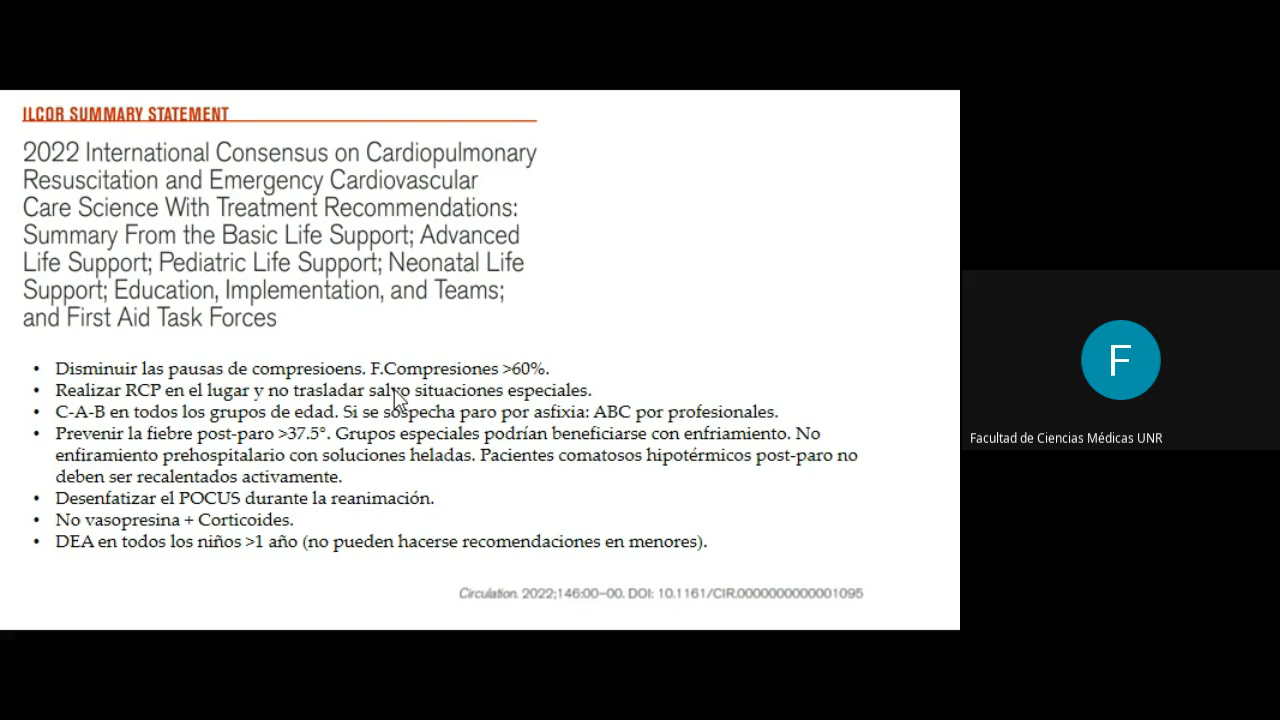 ILCOR SUMMARY STATEMENT
2022 International Consensus on Cardiopulmonary
Resuscitation and Emergency Cardiovascular
Care Science With Treatment Recommendations:
Summary From the Basic Life Support; Advanced
Life Support; Pediatric Life Support; Neonatal Life
Support; Education, Implementation, and Teams;
and First Aid Task Forces
• Disminuir las pausas de compresioens. F.Compresiones >60%.
• Realizar RCP en el lugar y no trasladar salvo situaciones especiales.
• C-A-B en todos los grupos de edad. Si se sospecha paro por asfixia: ABC por profesionales.
• Prevenir la fiebre post-paro >37.5°. Grupos especiales podrían beneficiarse con enfriamiento. No
enfiramiento prehospitalario con soluciones heladas. Pacientes comatosos hipotérmicos post-paro no
deben ser recalentados activamente.
• Desenfatizar el POCUS durante la reanimación.
• No vasopresina + Corticoides.
• DEA en todos los niños >1 año (no pueden hacerse recomendaciones en menores).
Circulation. 2022;146:00–00. DOI: 10.1161/CIR.0000000000001095
F
Facultad de Ciencias Médicas UNR